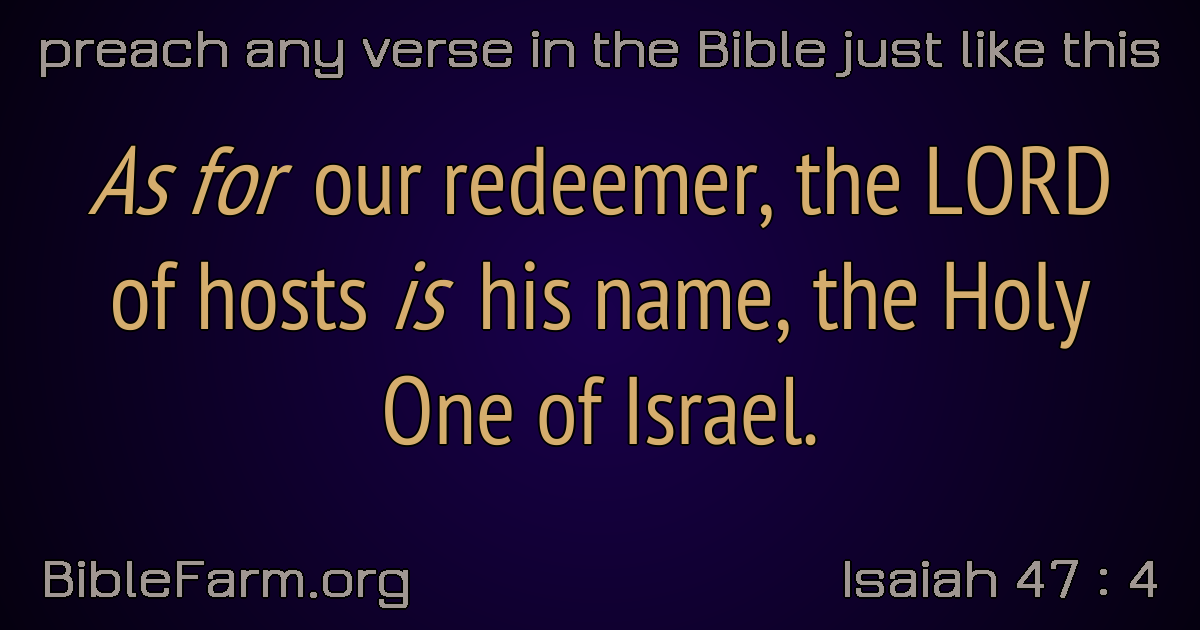 preach any verse in the Bible just like this
As for our redeemer, the LORD
of hosts is his name, the Holy
One of Israel.
BibleFarm.org
Isaiah 47 : 4